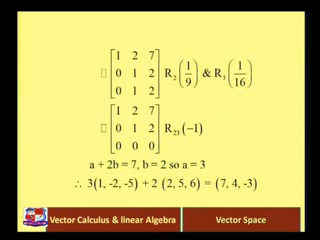 □ [1 2 7
0 1 2 R₂(1/9) & R₃(1/16)
0 1 2]
□ [1 2 7
0 1 2 R₂₃(−1)
0 0 0]
a + 2b = 7, b = 2 so a = 3
∴ 3(1, -2, -5) + 2 (2, 5, 6) = (7, 4, -3)
Vector Calculus & linear Algebra
Vector Space